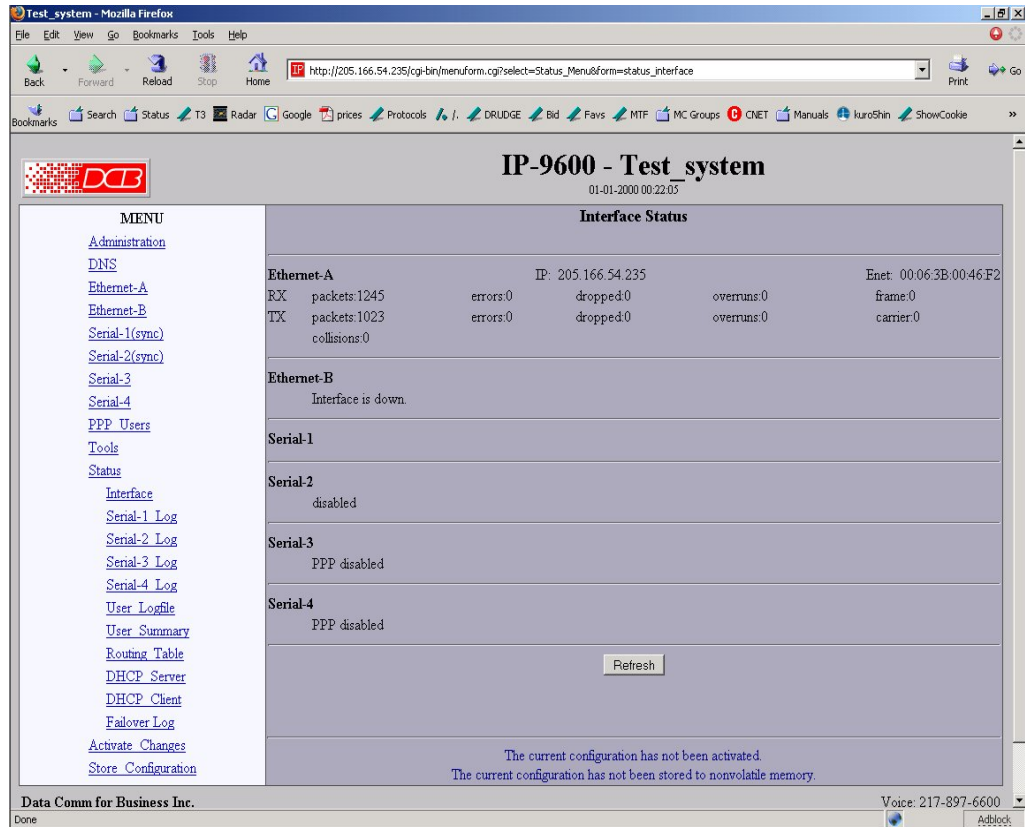 Test_system - Mozilla Firefox
File Edit View Go Bookmarks Tools Help
Back Forward Reload Stop Home IP http://205.166.54.235/cgi-bin/menuform.cgi?select=Status_Menu&form=status_interface Print Go
Bookmarks Search Status T3 Radar G Google prices Protocols /. DRUDGE Bid Favs MTF MC Groups CNET Manuals kuro5hin ShowCookie »
DCB
IP-9600 - Test_system
01-01-2000 00:22:05
MENU
Administration
DNS
Ethernet-A
Ethernet-B
Serial-1(sync)
Serial-2(sync)
Serial-3
Serial-4
PPP Users
Tools
Status
Interface
Serial-1 Log
Serial-2 Log
Serial-3 Log
Serial-4 Log
User Logfile
User Summary
Routing Table
DHCP Server
DHCP Client
Failover Log
Activate Changes
Store Configuration
Interface Status
Ethernet-A IP: 205.166.54.235 Enet: 00:06:3B:00:46:F2
RX packets:1245 errors:0 dropped:0 overruns:0 frame:0
TX packets:1023 errors:0 dropped:0 overruns:0 carrier:0
collisions:0
Ethernet-B
Interface is down.
Serial-1
Serial-2
disabled
Serial-3
PPP disabled
Serial-4
PPP disabled
Refresh
The current configuration has not been activated.
The current configuration has not been stored to nonvolatile memory.
Data Comm for Business Inc. Voice: 217-897-6600
Done Adblock